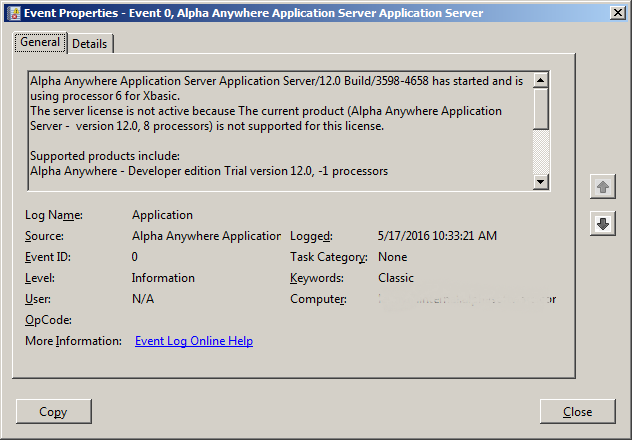 Event Properties - Event 0, Alpha Anywhere Application Server Application Server
General
Details
Alpha Anywhere Application Server Application Server/12.0 Build/3598-4658 has started and is
using processor 6 for Xbasic.
The server license is not active because The current product (Alpha Anywhere Application
Server -  version 12.0, 8 processors) is not supported for this license.
Supported products include:
Alpha Anywhere - Developer edition Trial version 12.0, -1 processors
Log Name: Application
Source: Alpha Anywhere Application Logged: 5/17/2016 10:33:21 AM
Event ID: 0 Task Category: None
Level: Information Keywords: Classic
User: N/A Computer:
OpCode:
More Information: Event Log Online Help
Copy
Close